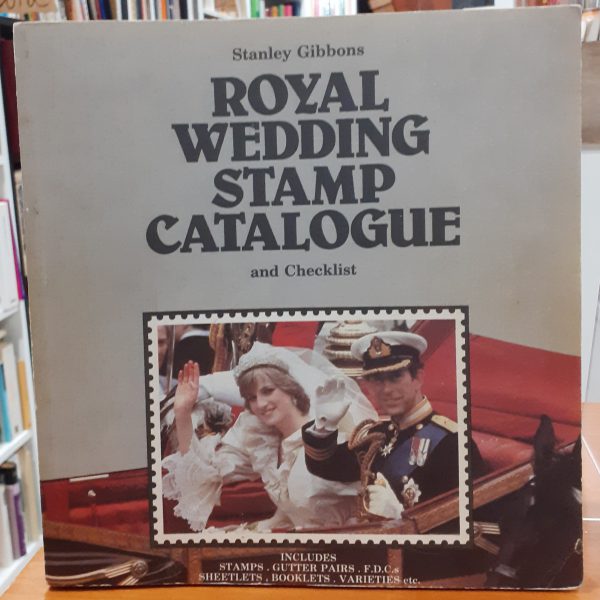 Stanley Gibbons
ROYAL
WEDDING
STAMP
CATALOGUE
and Checklist
INCLUDES
STAMPS . GUTTER PAIRS . F.D.C.s
SHEETLETS . BOOKLETS . VARIETIES etc.